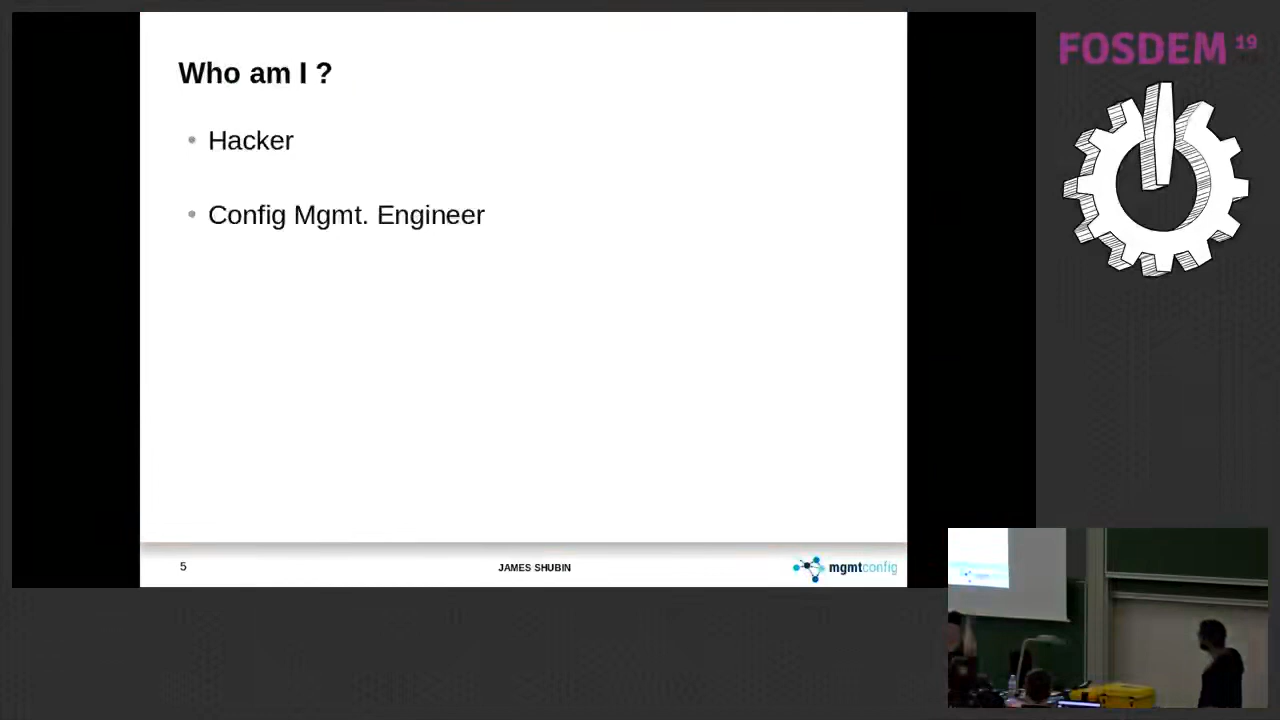 Who am I ?
Hacker
Config Mgmt. Engineer
5
JAMES SHUBIN
mgmtconfig
FOSDEM 19